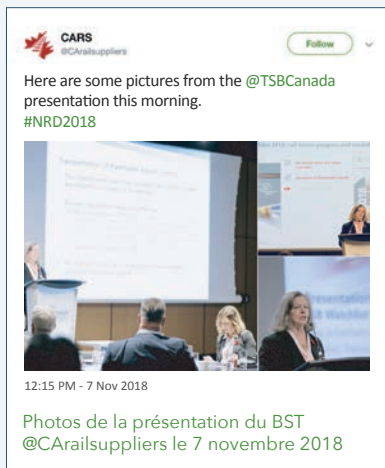 CARS
@CArailsuppliers
Follow
Here are some pictures from the @TSBCanada
presentation this morning.
#NRD2018
12:15 PM - 7 Nov 2018
Photos de la présentation du BST
@CArailsuppliers le 7 novembre 2018